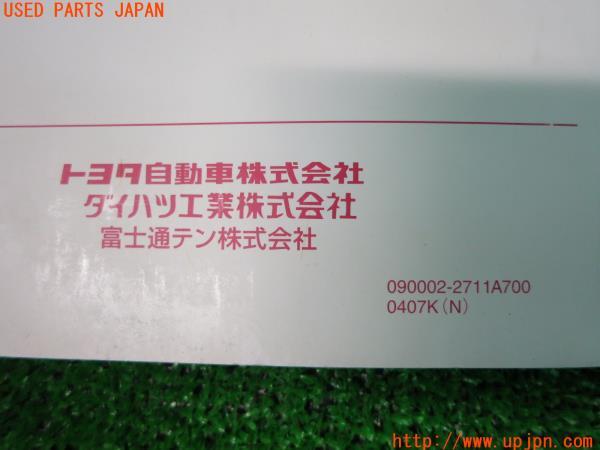 USED PARTS JAPAN
トヨタ自動車株式会社
ダイハツ工業株式会社
富士通テン株式会社
090002-2711A700
0407K(N)
http://www.upjpn.com/